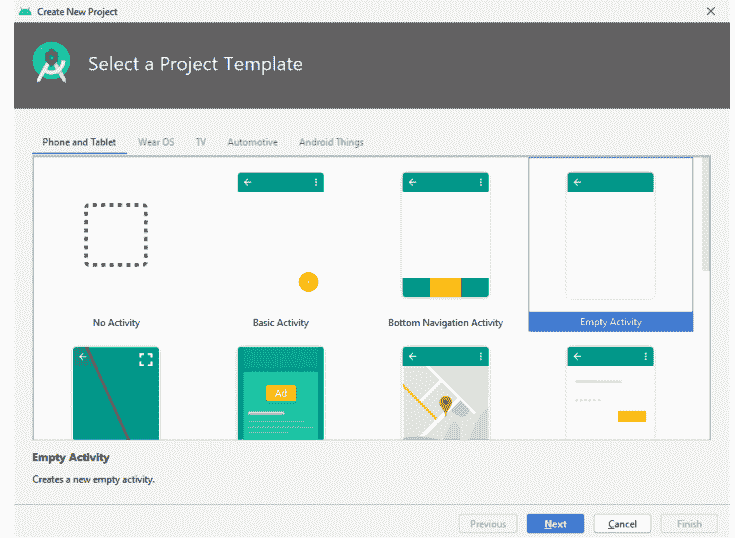 Create New Project
Select a Project Template
Phone and Tablet Wear OS TV Automotive Android Things
No Activity Basic Activity Bottom Navigation Activity Empty Activity
Ad
Empty Activity
Creates a new empty activity.
Previous Next Cancel Finish